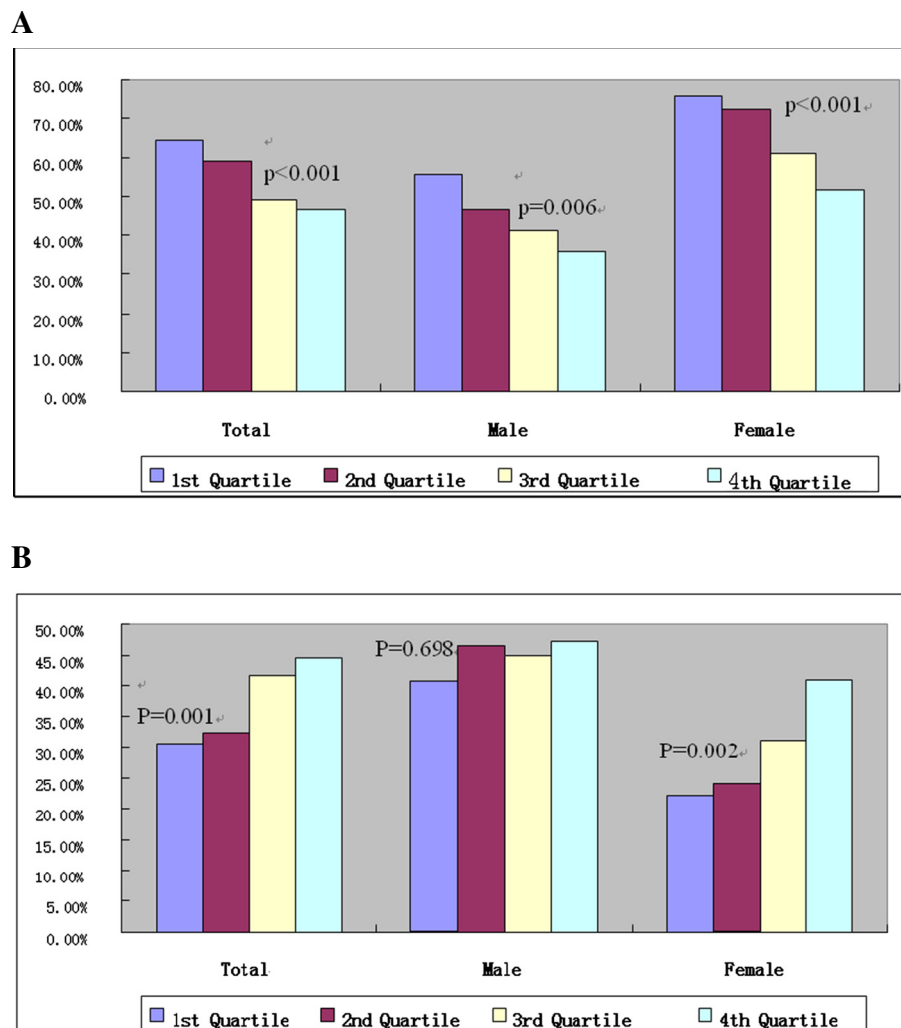 A
80.00%
70.00%
60.00%
50.00%
40.00%
30.00%
20.00%
10.00%
0.00%
p<0.001
p=0.006
p<0.001
Total Male Female
1st Quartile 2nd Quartile 3rd Quartile 4th Quartile
B
50.00%
45.00%
40.00%
35.00%
30.00%
25.00%
20.00%
15.00%
10.00%
5.00%
0.00%
P=0.001
P=0.698
P=0.002
Total Male Female
1st Quartile 2nd Quartile 3rd Quartile 4th Quartile